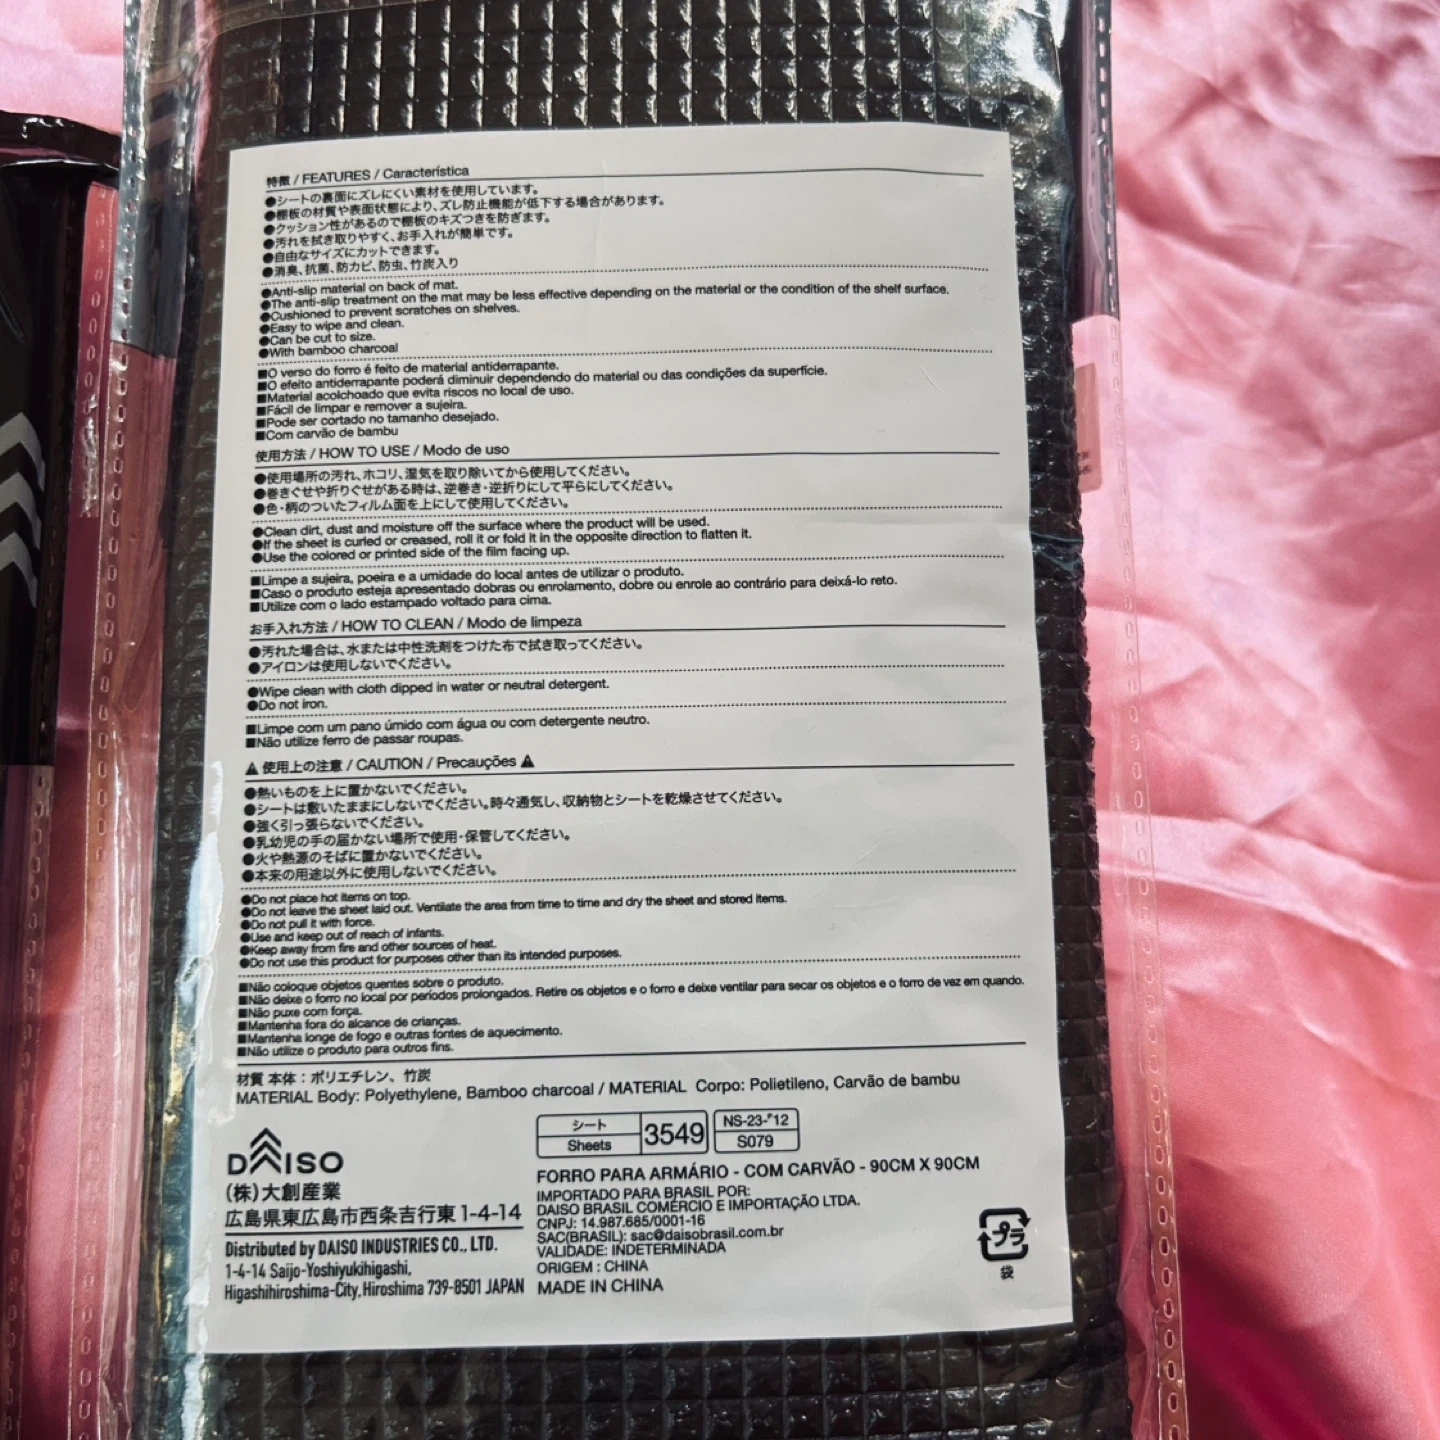 特徴 / FEATURES / Característica
●シートの裏面にズレにくい素材を使用しています。
●棚板の材質や表面状態により、ズレ防止機能が低下する場合があります。
●クッション性があるので棚板のキズつきを防ぎます。
●汚れを拭き取りやすく、お手入れが簡単です。
●自由なサイズにカットできます。
●消臭、抗菌、防カビ、防虫、竹炭入り
●Anti-slip material on back of mat.
●The anti-slip treatment on the mat may be less effective depending on the material or the condition of the shelf surface.
●Cushioned to prevent scratches on shelves.
●Easy to wipe and clean.
●Can be cut to size.
●With bamboo charcoal
■O verso do forro é feito de material antiderrapante.
■O efeito antiderrapante poderá diminuir dependendo do material ou das condições da superfície.
■Material acolchoado que evita riscos no local de uso.
■Fácil de limpar e remover a sujeira.
■Pode ser cortado no tamanho desejado.
■Com carvão de bambu
使用方法 / HOW TO USE / Modo de uso
●使用場所の汚れ、ホコリ、湿気を取り除いてから使用してください。
●巻きぐせや折りぐせがある時は、逆巻き・逆折りにして平らにしてください。
●色・柄のついたフィルム面を上にして使用してください。
●Clean dirt, dust and moisture off the surface where the product will be used.
●If the sheet is curled or creased, roll it or fold it in the opposite direction to flatten it.
●Use the colored or printed side of the film facing up.
■Limpe a sujeira, poeira e a umidade do local antes de utilizar o produto.
■Caso o produto esteja apresentado dobras ou enrolamento, dobre ou enrole ao contrário para deixá-lo reto.
■Utilize com o lado estampado voltado para cima.
お手入れ方法 / HOW TO CLEAN / Modo de limpeza
●汚れた場合は、水または中性洗剤をつけた布で拭き取ってください。
●アイロンは使用しないでください。
●Wipe clean with cloth dipped in water or neutral detergent.
●Do not iron.
■Limpe com um pano úmido com água ou com detergente neutro.
■Não utilize ferro de passar roupas.
⚠ 使用上の注意 / CAUTION / Precauções ⚠
●熱いものを上に置かないでください。
●シートは敷いたままにしないでください。時々通気し、収納物とシートを乾燥させてください。
●強く引っ張らないでください。
●乳幼児の手の届かない場所で使用・保管してください。
●火や熱源のそばに置かないでください。
●本来の用途以外に使用しないでください。
●Do not place hot items on top.
●Do not leave the sheet laid out. Ventilate the area from time to time and dry the sheet and stored items.
●Do not pull it with force.
●Use and keep out of reach of infants.
●Keep away from fire and other sources of heat.
●Do not use this product for purposes other than its intended purposes.
■Não coloque objetos quentes sobre o produto.
■Não deixe o forro no local por períodos prolongados. Retire os objetos e o forro e deixe ventilar para secar os objetos e o forro de vez em quando.
■Não puxe com força.
■Mantenha fora do alcance de crianças.
■Mantenha longe de fogo e outras fontes de aquecimento.
■Não utilize o produto para outros fins.
材質 本体：ポリエチレン、竹炭
MATERIAL Body: Polyethylene, Bamboo charcoal / MATERIAL Corpo: Polietileno, Carvão de bambu
シート
Sheets
3549
S079
FORRO PARA ARMÁRIO - COM CARVÃO - 90CM X 90CM
IMPORTADO PARA BRASIL POR:
DAISO BRASIL COMÉRCIO E IMPORTAÇÃO LTDA.
CNPJ: 14.987.685/0001-16
SAC(BRASIL): sac@daisobrasil.com.br
VALIDADE: INDETERMINADA
ORIGEM : CHINA
MADE IN CHINA
DAISO
(株)大創産業
広島県東広島市西条吉行東1-4-14
Distributed by DAISO INDUSTRIES CO., LTD.
1-4-14 Saijo-Yoshiyukihigashi,
Higashihiroshima-City, Hiroshima 739-8501 JAPAN
プラ
袋